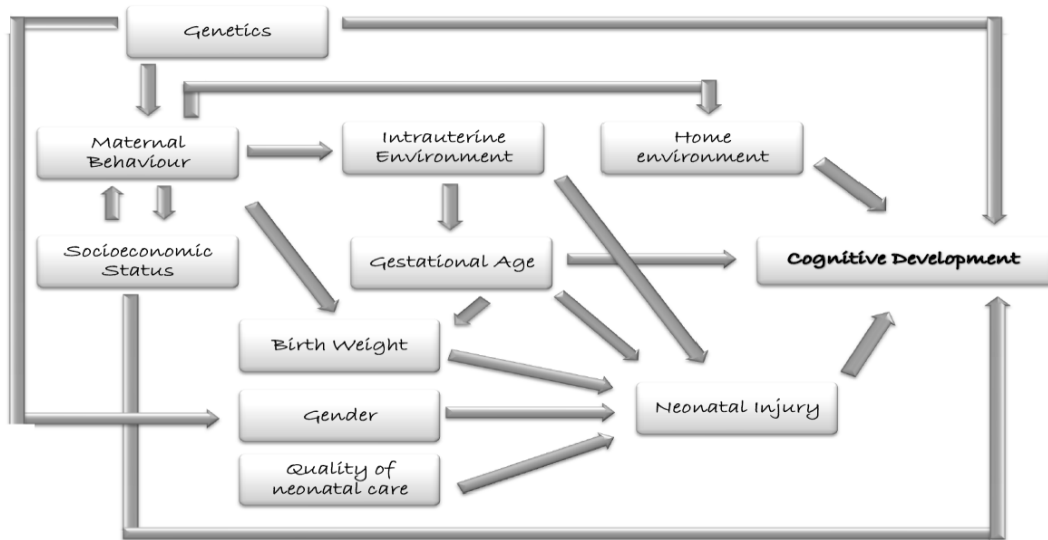 Genetics
Maternal
Behaviour
Intrauterine
Environment
Home
environment
Socioeconomic
Status
Gestational Age
Cognitive Development
Birth Weight
Gender
Neonatal Injury
Quality of
neonatal care